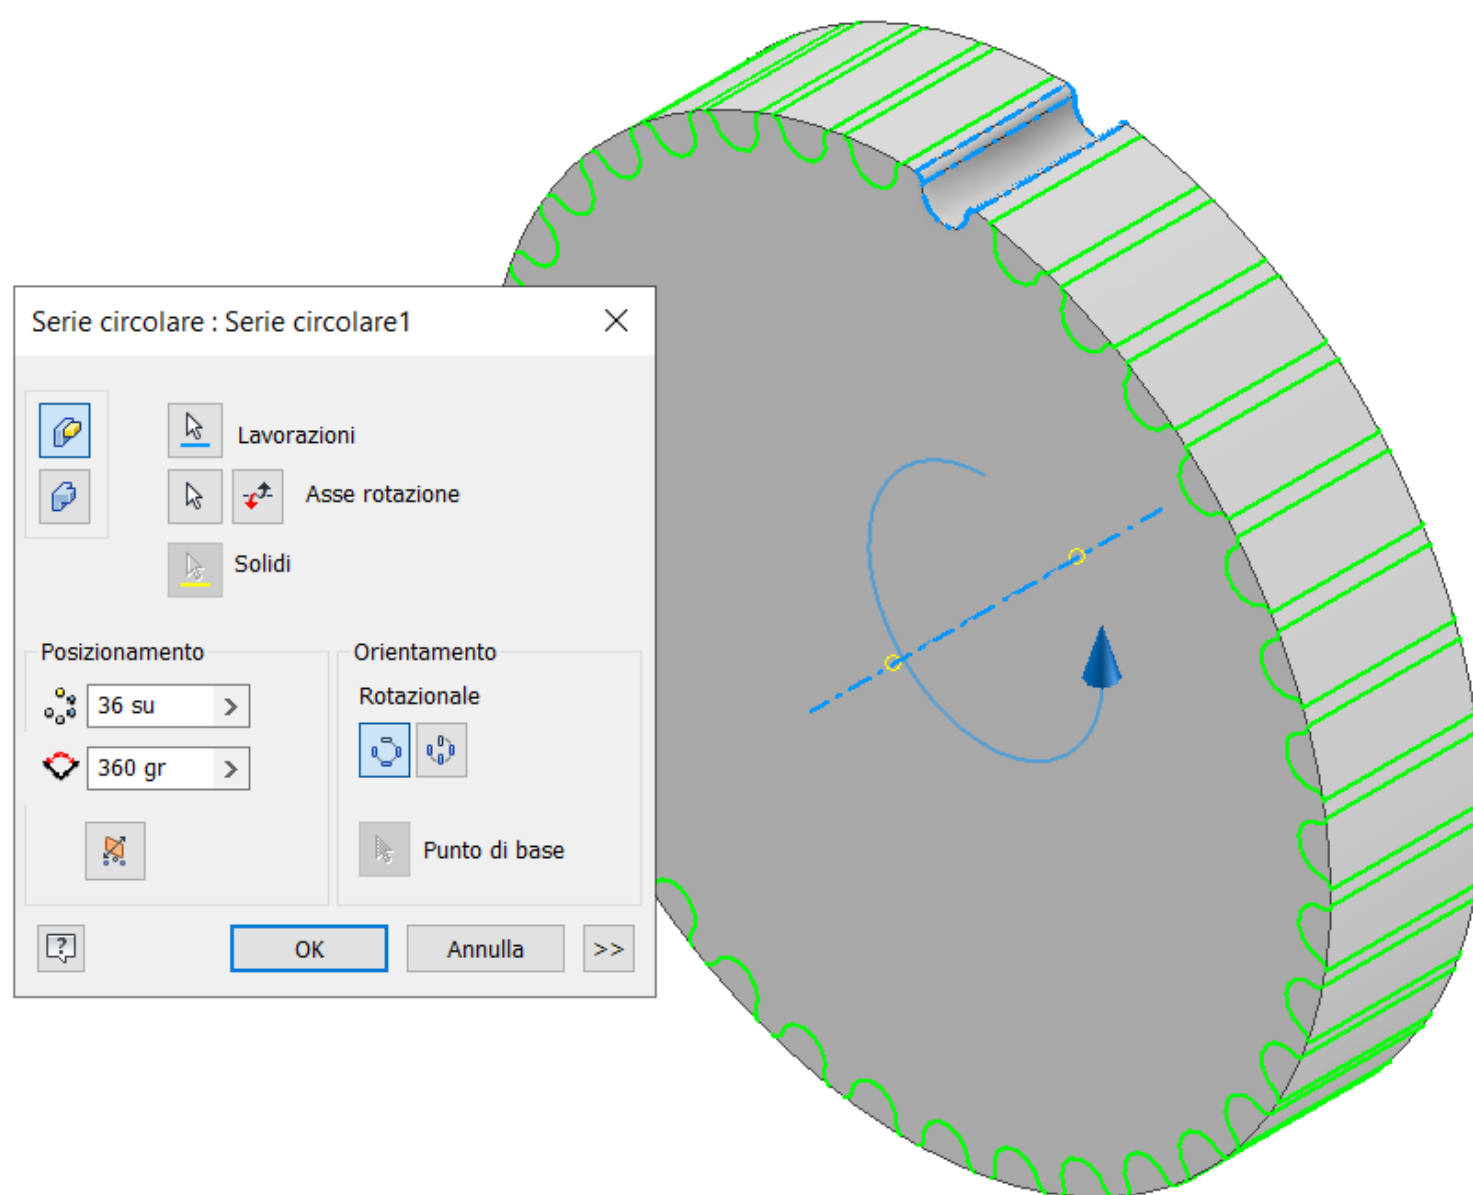 Serie circolare : Serie circolare1
Lavorazioni
Asse rotazione
Solidi
Posizionamento
36 su
360 gr
Orientamento
Rotazionale
Punto di base
?
OK
Annulla
>>